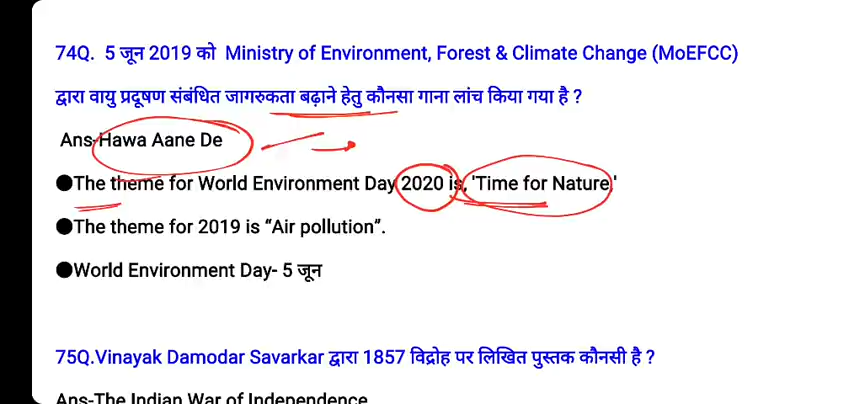 74Q. 5 जून 2019 को Ministry of Environment, Forest & Climate Change (MoEFCC)
द्वारा वायु प्रदूषण संबंधित जागरुकता बढ़ाने हेतु कौनसा गाना लांच किया गया है ?
Ans-Hawa Aane De
●The theme for World Environment Day 2020 is, 'Time for Nature,'
●The theme for 2019 is “Air pollution”.
●World Environment Day- 5 जून
75Q.Vinayak Damodar Savarkar द्वारा 1857 विद्रोह पर लिखित पुस्तक कौनसी है ?
Ans-The Indian War of Independence